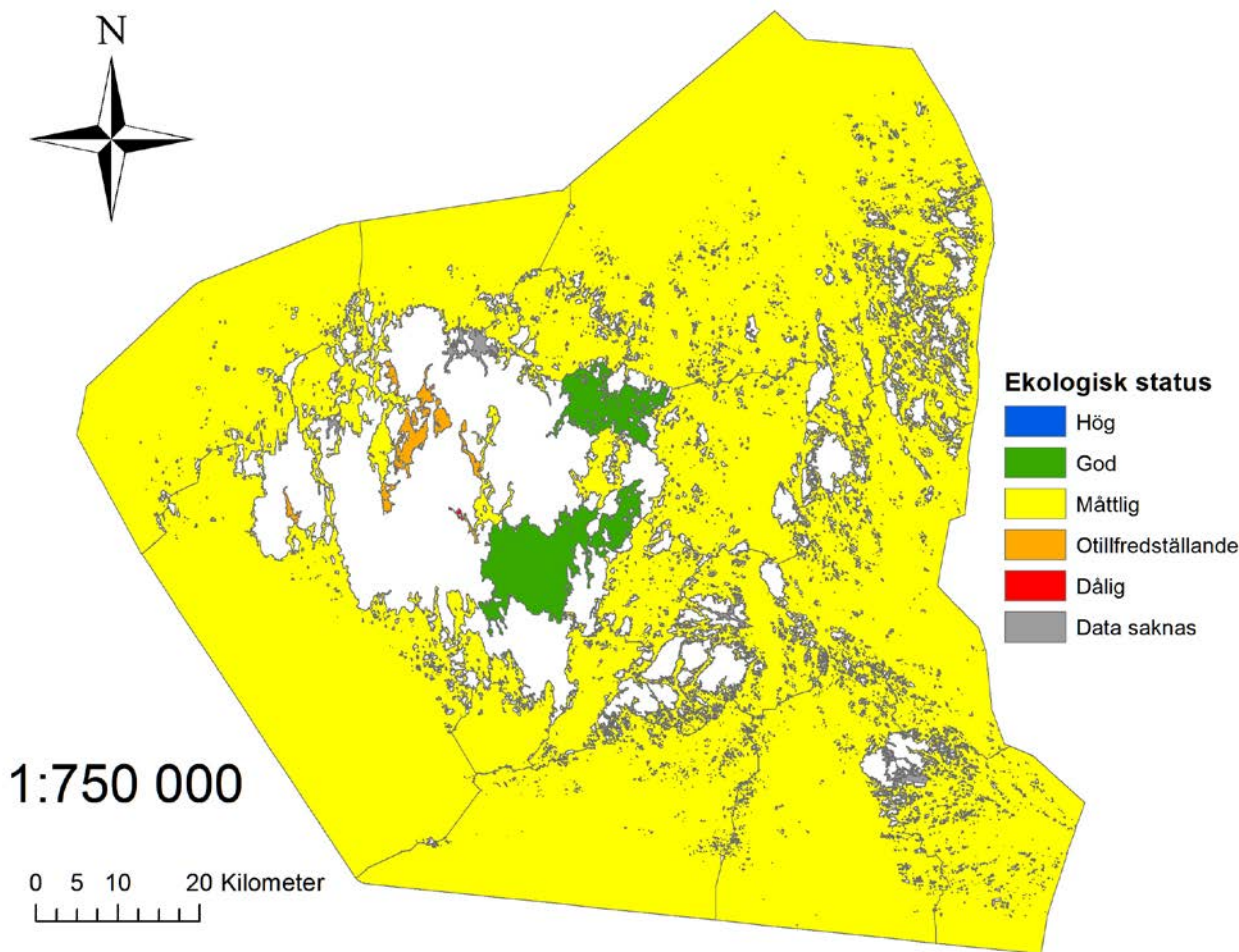 N
Ekologisk status
Hög
God
Måttlig
Otillfredställande
Dålig
Data saknas
1:750 000
0 5 10 20 Kilometer